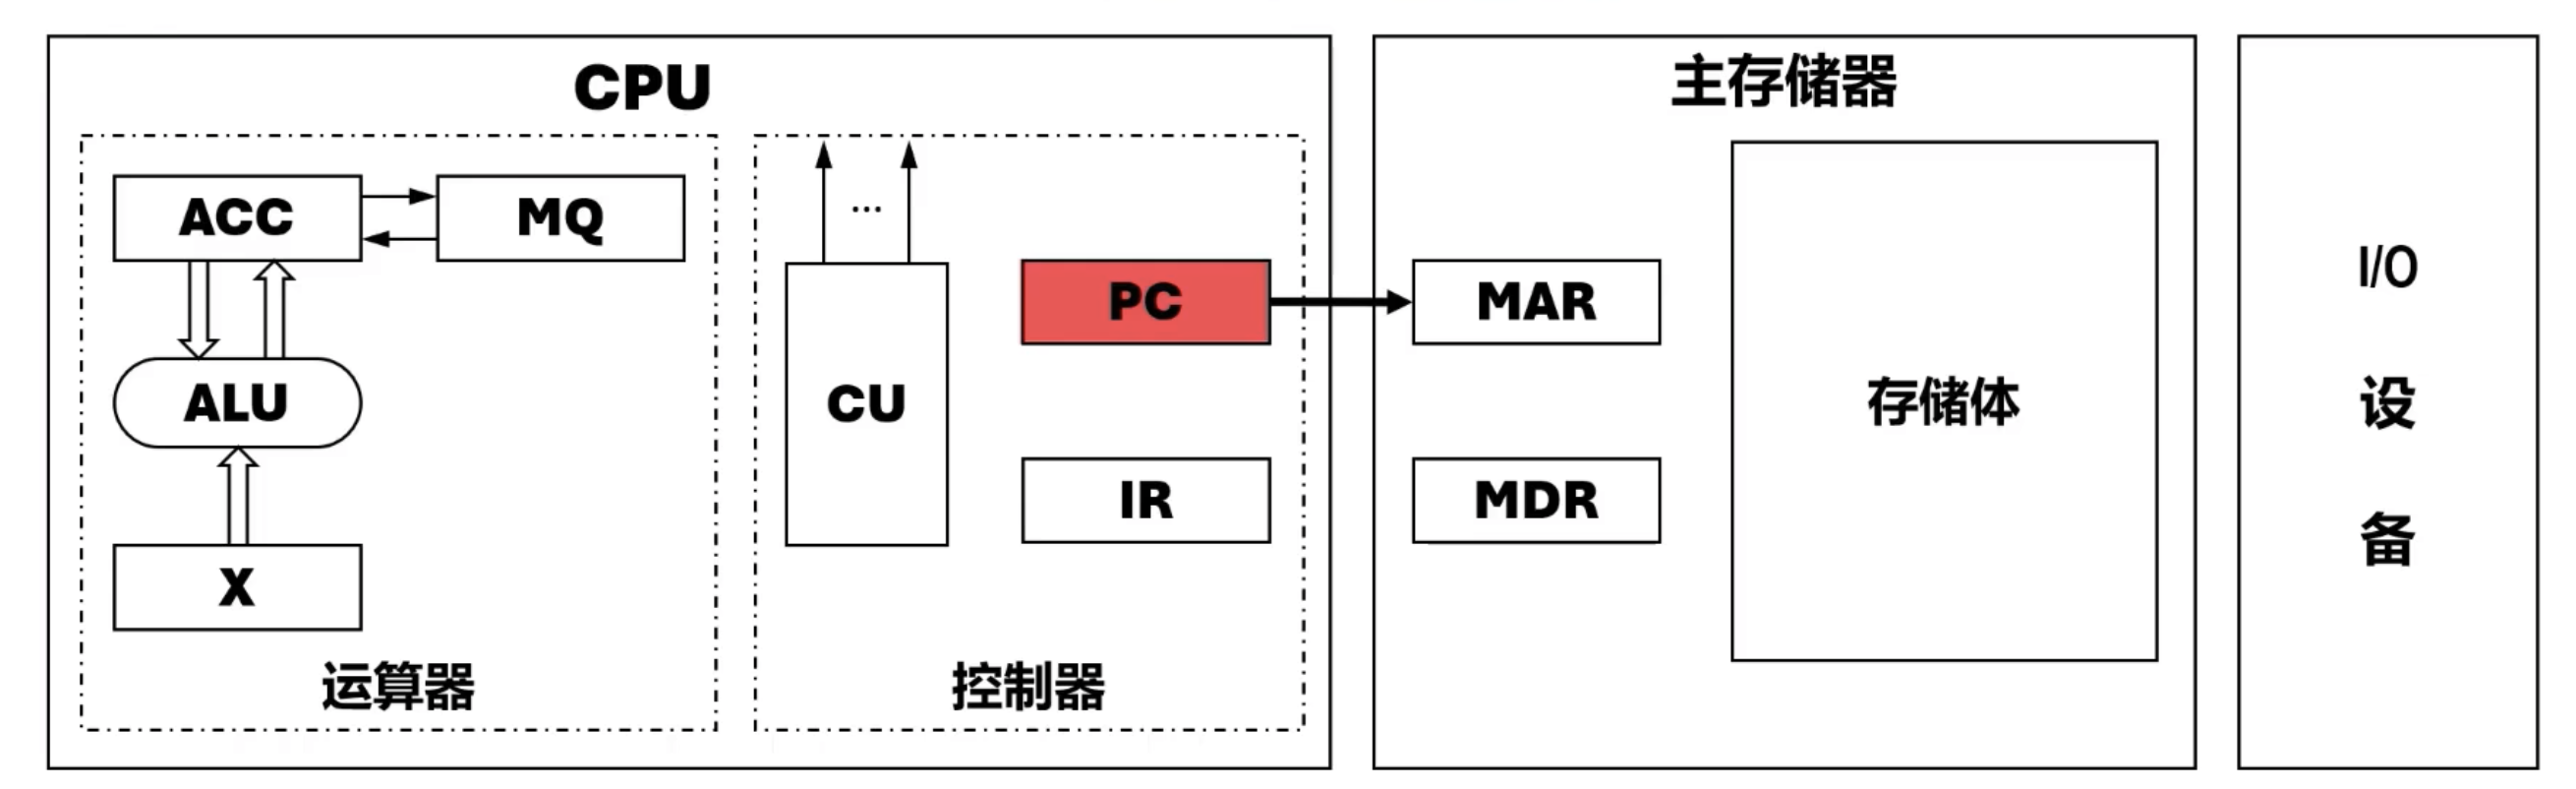 CPU
ACC
MQ
ALU
X
运算器
...
CU
PC
IR
控制器
主存储器
MAR
MDR
存储体
I/O
设
备